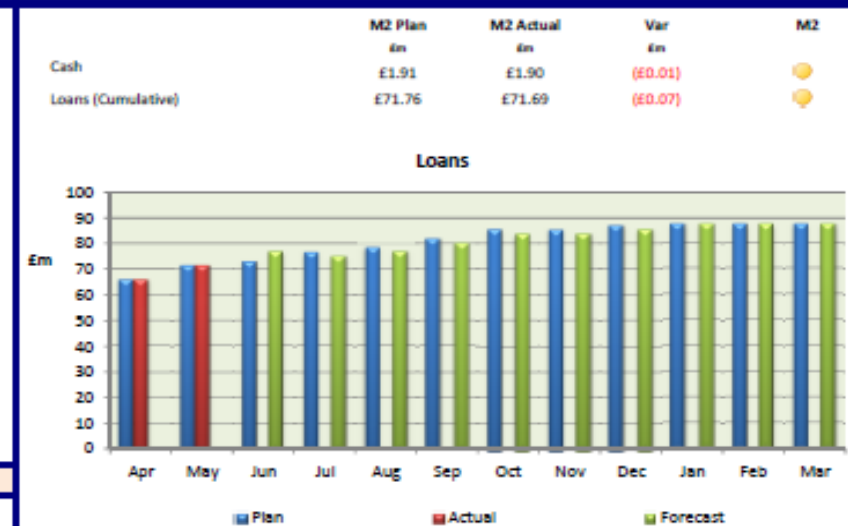 M2 Plan M2 Actual Var M2
£m £m £m
Cash £1.91 £1.90 (£0.01)
Loans (Cumulative) £71.76 £71.69 (£0.07)
Loans
100
90
80
£m
70
60
50
40
30
20
10
0
Apr May Jun Jul Aug Sep Oct Nov Dec Jan Feb Mar
Plan Actual Forecast